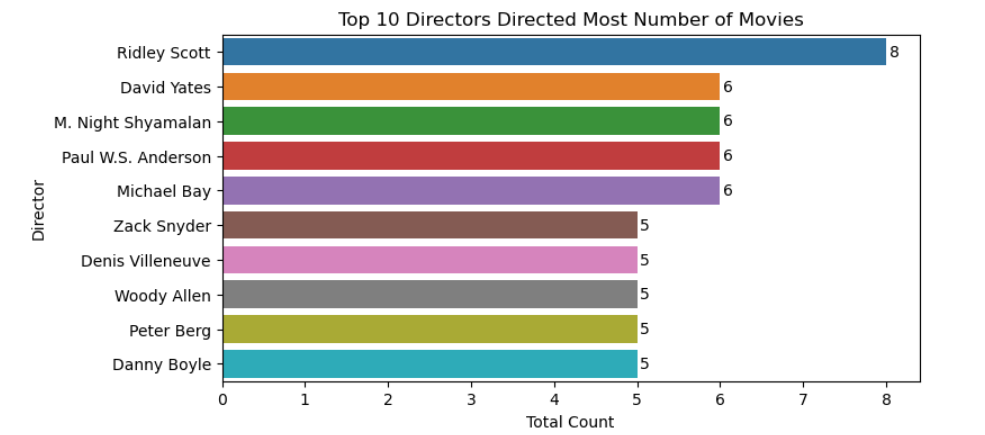 Top 10 Directors Directed Most Number of Movies
Director
Ridley Scott 8
David Yates 6
M. Night Shyamalan 6
Paul W.S. Anderson 6
Michael Bay 6
Zack Snyder 5
Denis Villeneuve 5
Woody Allen 5
Peter Berg 5
Danny Boyle 5
0 1 2 3 4 5 6 7 8
Total Count